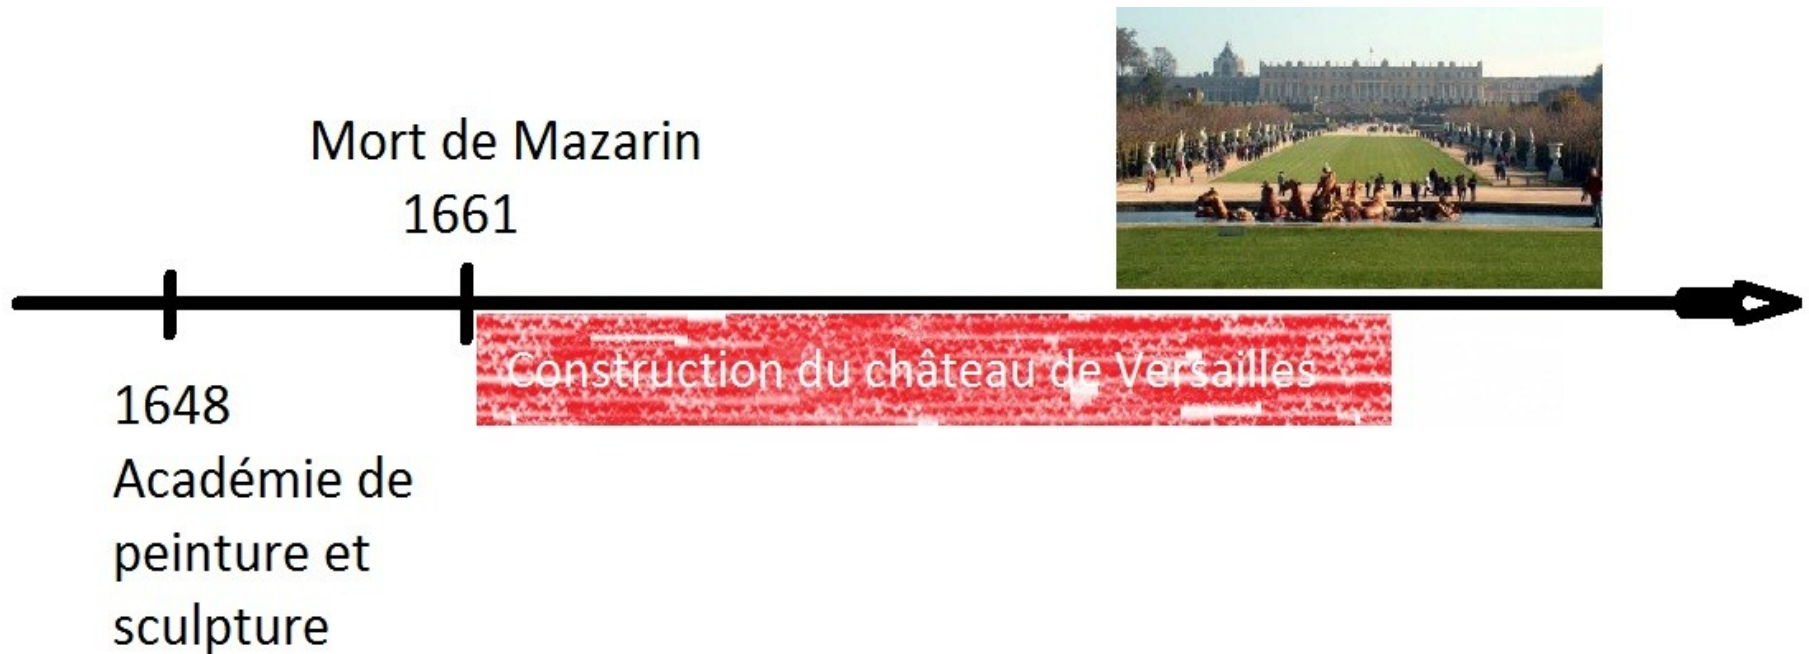 Mort de Mazarin
1661
Construction du château de Versailles
1648
Académie de
peinture et
sculpture